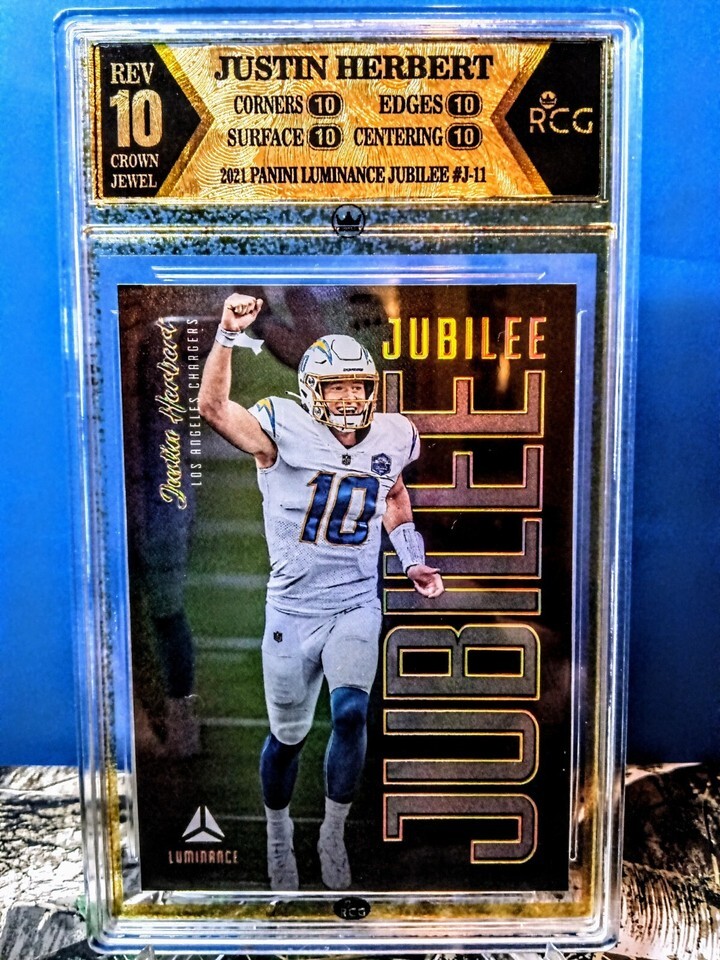 REV
10
CROWN
JEWEL
JUSTIN HERBERT
CORNERS 10 EDGES 10
SURFACE 10 CENTERING 10
2021 PANINI LUMINANCE JUBILEE #J-11
RCG
Justin Herbert
LOS ANGELES CHARGERS
JUBILEE
JUBILEE
10
LUMINANCE
RCG